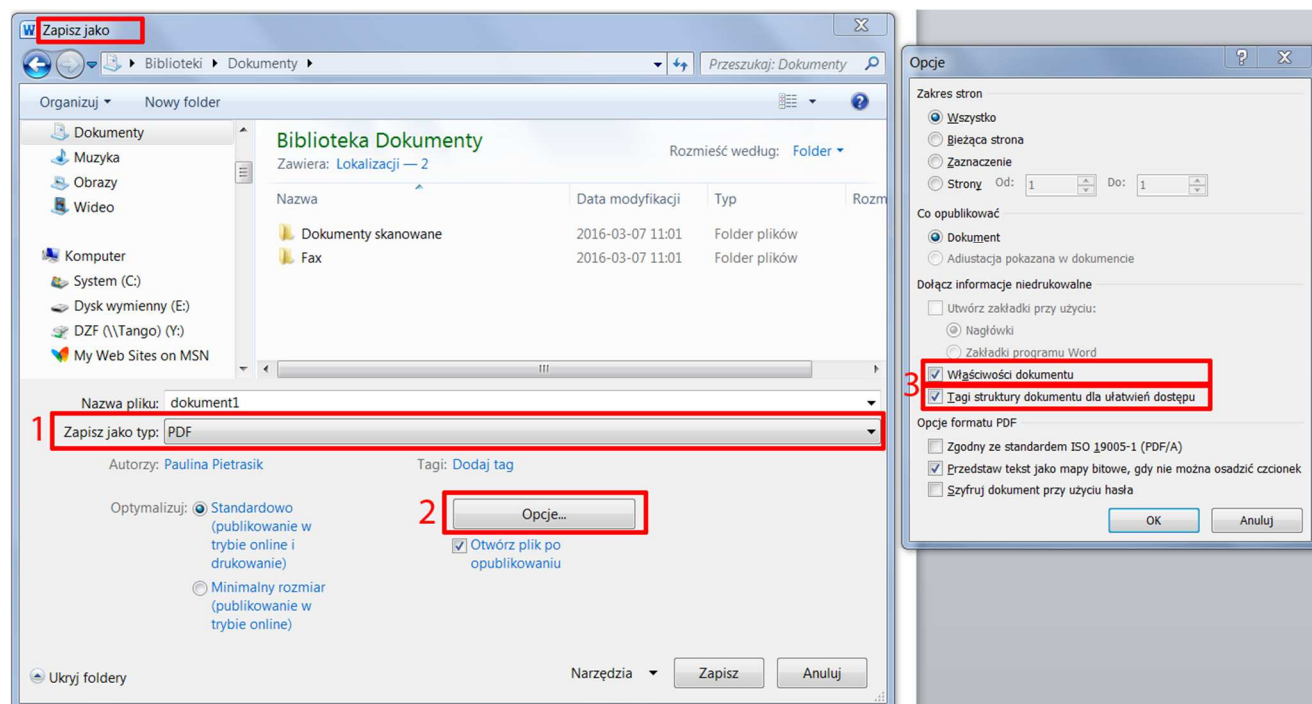 Zapisz jako
Biblioteki Dokumenty
Przeszukaj: Dokumenty
Organizuj Nowy folder
Dokumenty
Muzyka
Obrazy
Wideo
Komputer
System (C:)
Dysk wymienny (E:)
DZF (\\Tango) (Y:)
My Web Sites on MSN
Biblioteka Dokumenty
Zawiera: Lokalizacji — 2
Rozmieść według: Folder
Nazwa Data modyfikacji Typ Rozm
Dokumenty skanowane 2016-03-07 11:01 Folder plików
Fax 2016-03-07 11:01 Folder plików
Nazwa pliku: dokument1
1 Zapisz jako typ: PDF
Autorzy: Paulina Pietrasik Tagi: Dodaj tag
Optymalizuj: Standardowo
(publikowanie w
trybie online i
drukowanie)
Minimalny rozmiar
(publikowanie w
trybie online)
2 Opcje...
Otwórz plik po
opublikowaniu
Ukryj foldery
Narzędzia Zapisz Anuluj
Opcje
Zakres stron
Wszystko
Bieżąca strona
Zaznaczenie
Strony Od: 1 Do: 1
Co opublikować
Dokument
Adiustacja pokazana w dokumencie
Dołącz informacje niedrukowalne
Utwórz zakładki przy użyciu:
Nagłówki
Zakładki programu Word
3 Właściwości dokumentu
Tagi struktury dokumentu dla ułatwień dostępu
Opcje formatu PDF
Zgodny ze standardem ISO 19005-1 (PDF/A)
Przedstaw tekst jako mapy bitowe, gdy nie można osadzić czcionek
Szyfruj dokument przy użyciu hasła
OK Anuluj